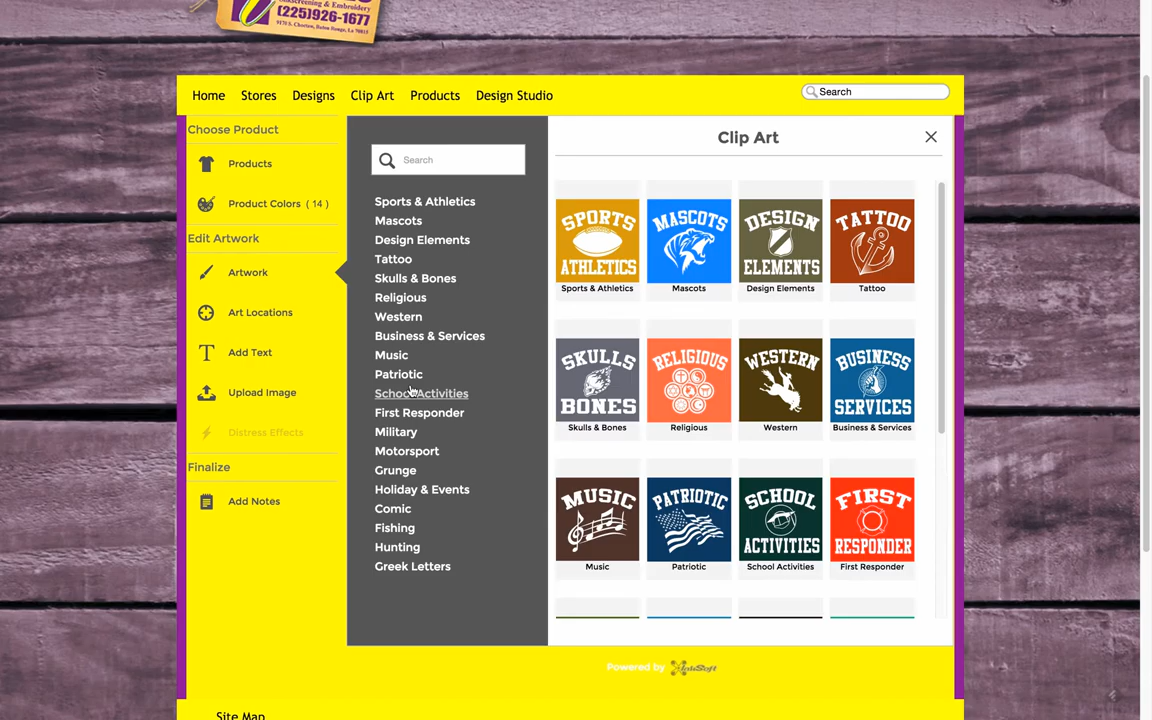 Inkscreening & Embroidery
(225)926-1677
Home Stores Designs Clip Art Products Design Studio
Search
Choose Product
Products
Product Colors ( 14 )
Edit Artwork
Artwork
Art Locations
Add Text
Upload Image
Distress Effects
Finalize
Add Notes
Search
Sports & Athletics
Mascots
Design Elements
Tattoo
Skulls & Bones
Religious
Western
Business & Services
Music
Patriotic
School Activities
First Responder
Military
Motorsport
Grunge
Holiday & Events
Comic
Fishing
Hunting
Greek Letters
Clip Art
SPORTS ATHLETICS
Sports & Athletics
MASCOTS
Mascots
DESIGN ELEMENTS
Design Elements
TATTOO
Tattoo
SKULLS BONES
Skulls & Bones
RELIGIOUS
Religious
WESTERN
Western
BUSINESS SERVICES
Business & Services
MUSIC
Music
PATRIOTIC
Patriotic
SCHOOL ACTIVITIES
School Activities
FIRST RESPONDER
First Responder
Powered by InkSoft
Site Map